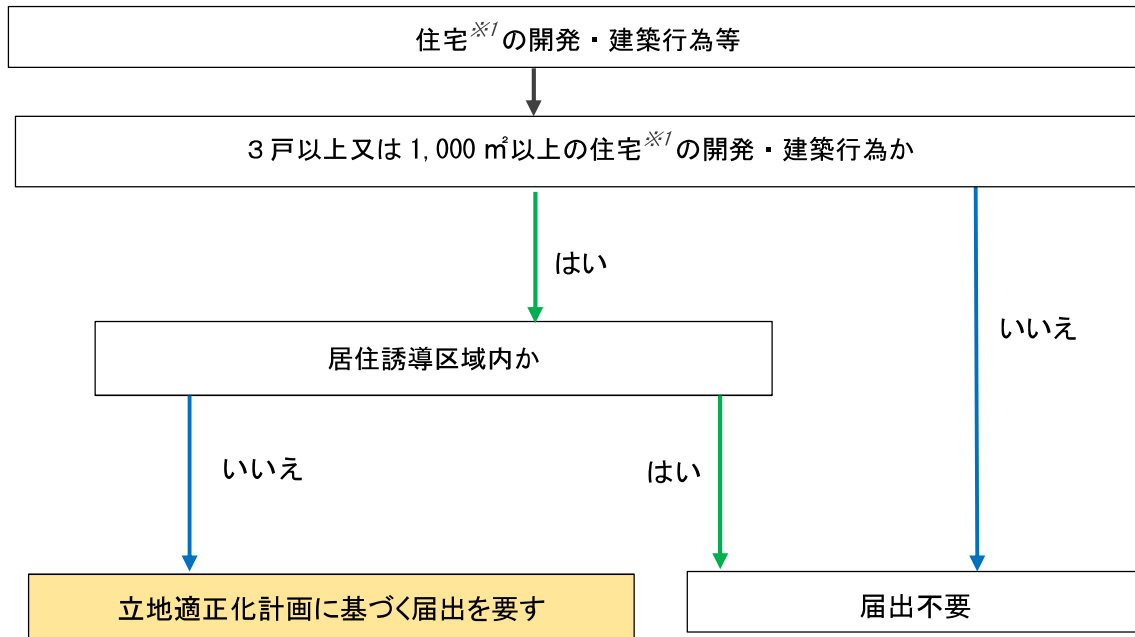 住宅※1の開発・建築行為等
3戸以上又は1,000㎡以上の住宅※1の開発・建築行為か
はい
いいえ
居住誘導区域内か
いいえ
はい
立地適正化計画に基づく届出を要す
届出不要